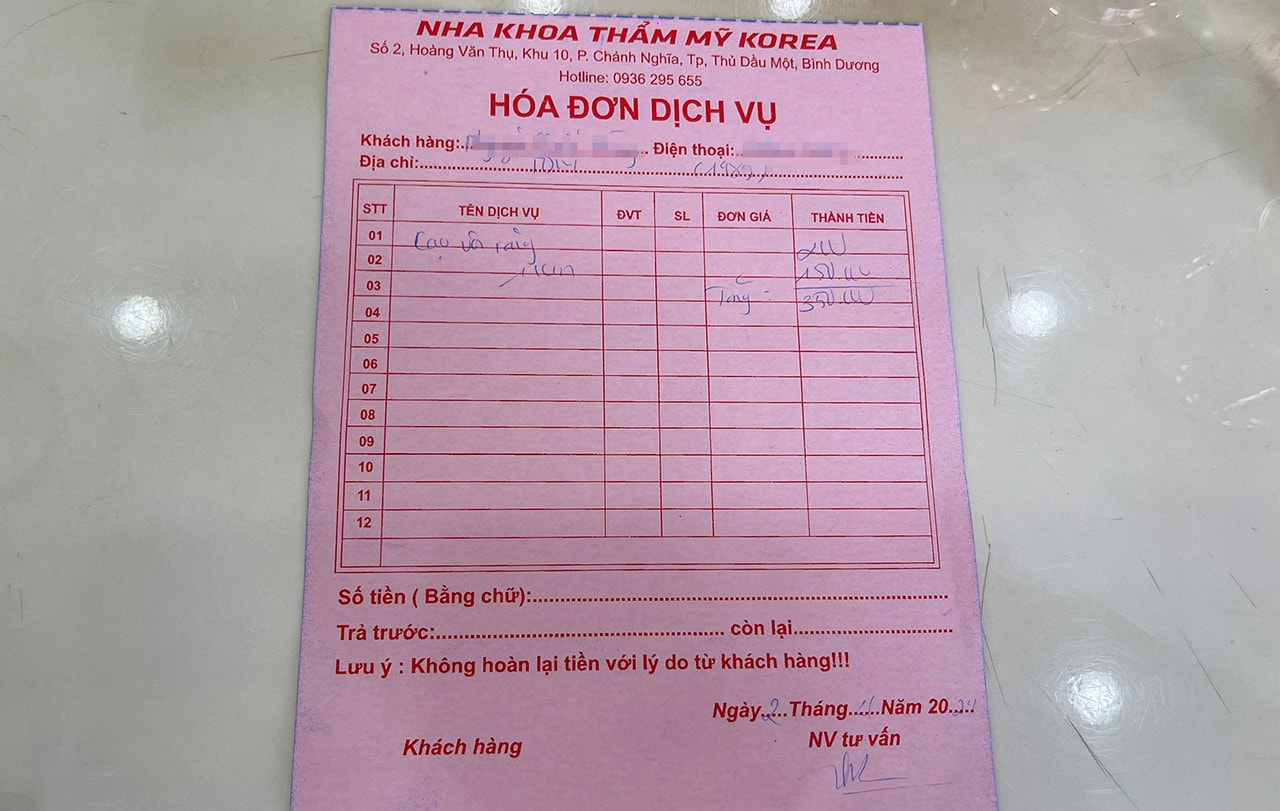 NHA KHOA THẨM MỸ KOREA
Số 2, Hoàng Văn Thụ, Khu 10, P. Chánh Nghĩa, Tp, Thủ Dầu Một, Bình Dương
Hotline: 0936 295 655
HÓA ĐƠN DỊCH VỤ
Khách hàng:... Điện thoại:...
Địa chỉ:...
STT TÊN DỊCH VỤ ĐVT SL ĐƠN GIÁ THÀNH TIỀN
01 Cạo vôi răng
02
03 Tổng
04
05
06
07
08
09
10
11
12
Số tiền ( Bằng chữ):...
Trả trước:... còn lại...
Lưu ý : Không hoàn lại tiền với lý do từ khách hàng!!!
Ngày 2 Tháng Năm 20
Khách hàng NV tư vấn